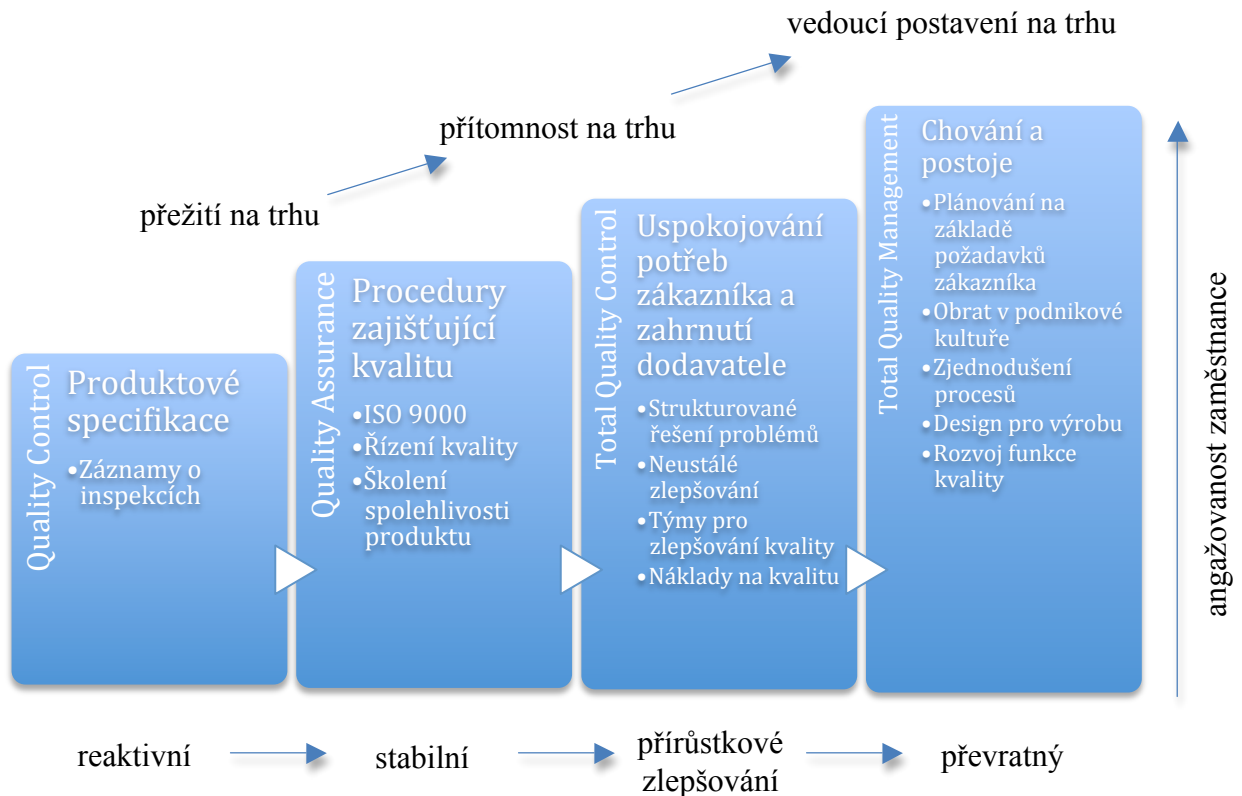 vedoucí postavení na trhu
přítomnost na trhu
přežití na trhu
Quality Control
Produktové
specifikace
•Záznamy o
inspekcích
Quality Assurance
Procedury
zajišťující
kvalitu
•ISO 9000
•Řízení kvality
•Školení
spolehlivosti
produktu
Total Quality Control
Uspokojování
potřeb
zákazníka a
zahrnutí
dodavatele
•Strukturované
řešení problémů
•Neustálé
zlepšování
•Týmy pro
zlepšování kvality
•Náklady na kvalitu
Total Quality Management
Chování a
postoje
•Plánování na
základě
požadavků
zákazníka
•Obrat v podnikové
kultuře
•Zjednodušení
procesů
•Design pro výrobu
•Rozvoj funkce
kvality
angažovanost zaměstnance
reaktivní
stabilní
přírůstkové
zlepšování
převratný